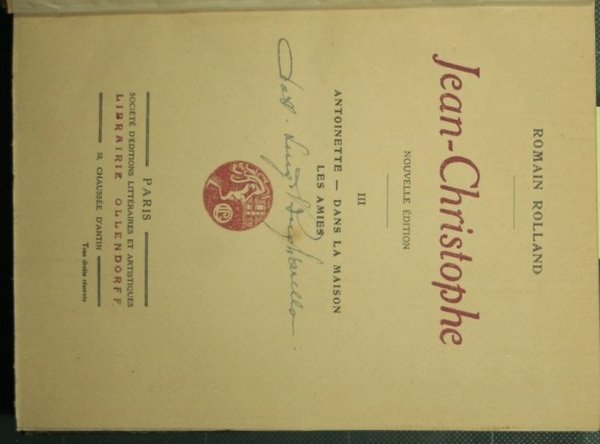 ROMAIN ROLLAND
Jean-Christophe
NOUVELLE ÉDITION
III
ANTOINETTE — DANS LA MAISON
LES AMIES
PARIS
SOCIÉTÉ D'ÉDITIONS LITTÉRAIRES ET ARTISTIQUES
LIBRAIRIE OLLENDORFF
50, CHAUSSÉE D'ANTIN
Tous droits réservés